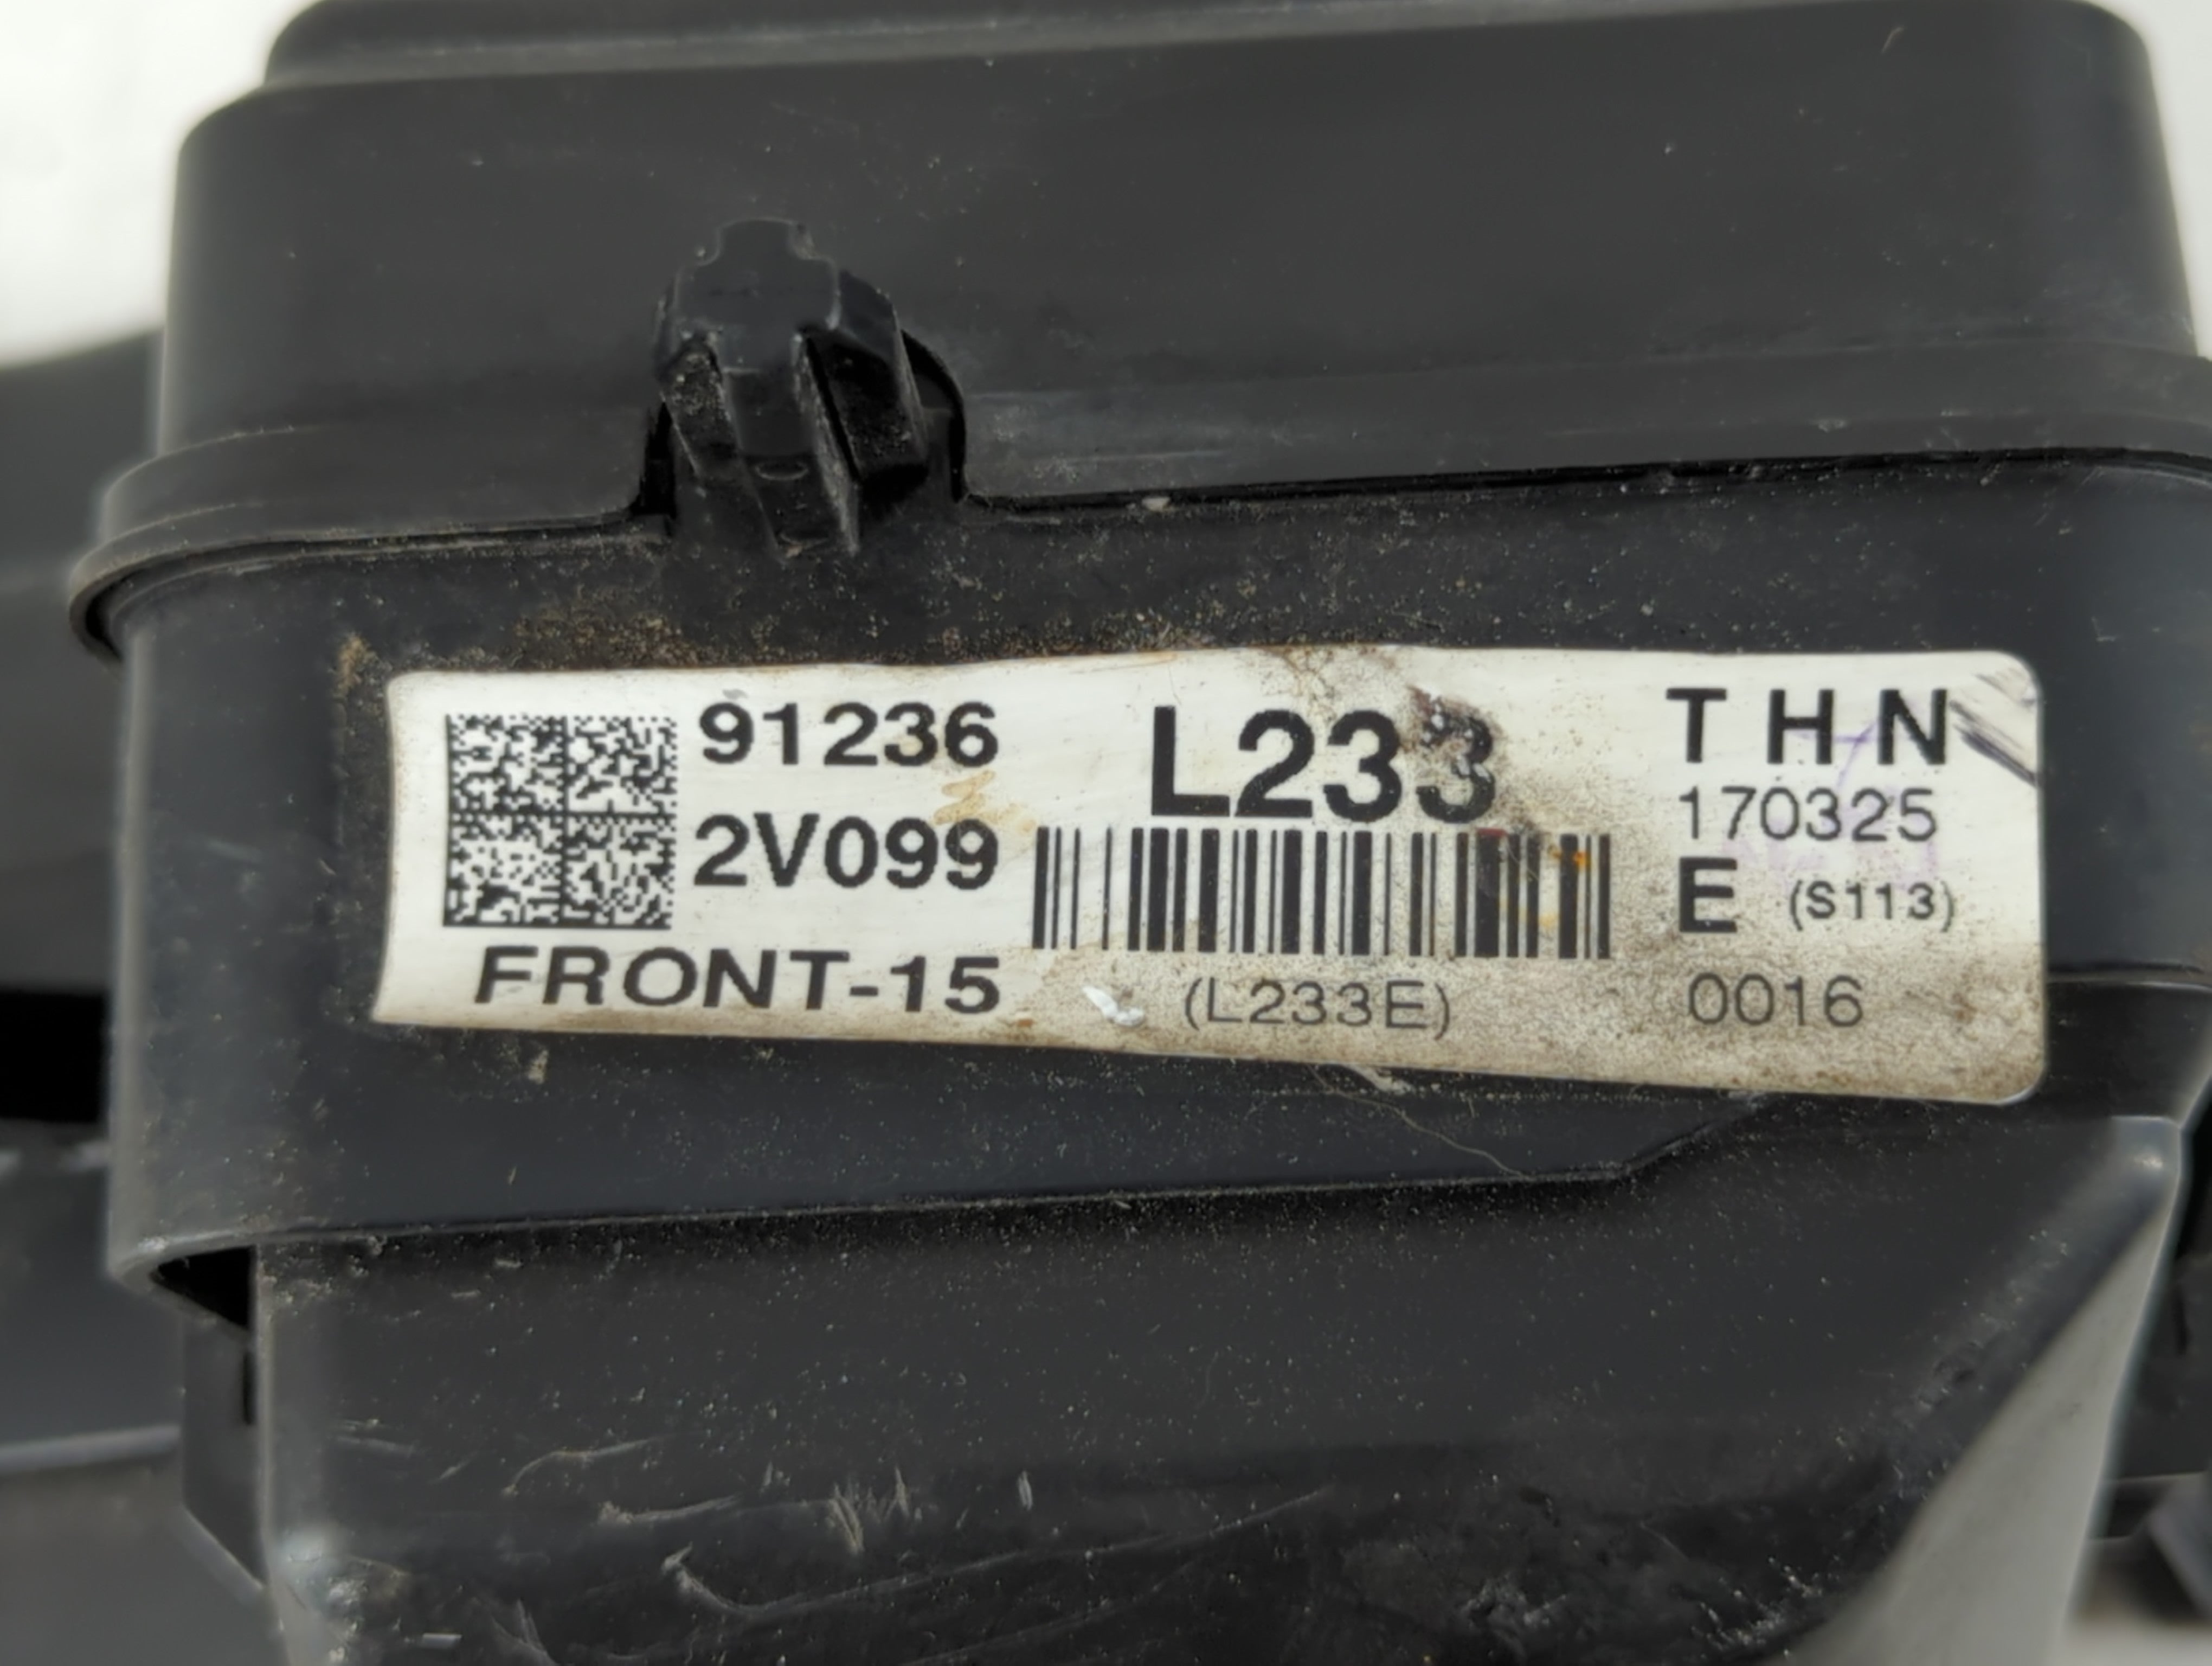 91236
2V099
FRONT-15
L233
(L233E)
T H N
170325
E (S113)
0016